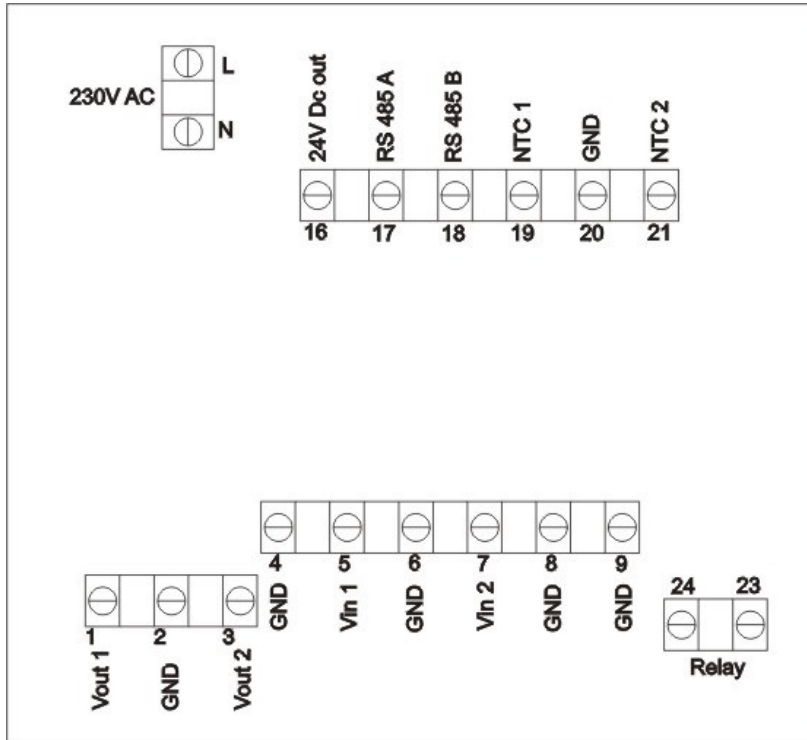 L
230V AC
N
24V Dc out
RS 485 A
RS 485 B
NTC 1
GND
NTC 2
16 17 18 19 20 21
4 5 6 7 8 9
GND
Vin 1
GND
Vin 2
GND
GND
24 23
Relay
1 2 3
Vout 1
GND
Vout 2